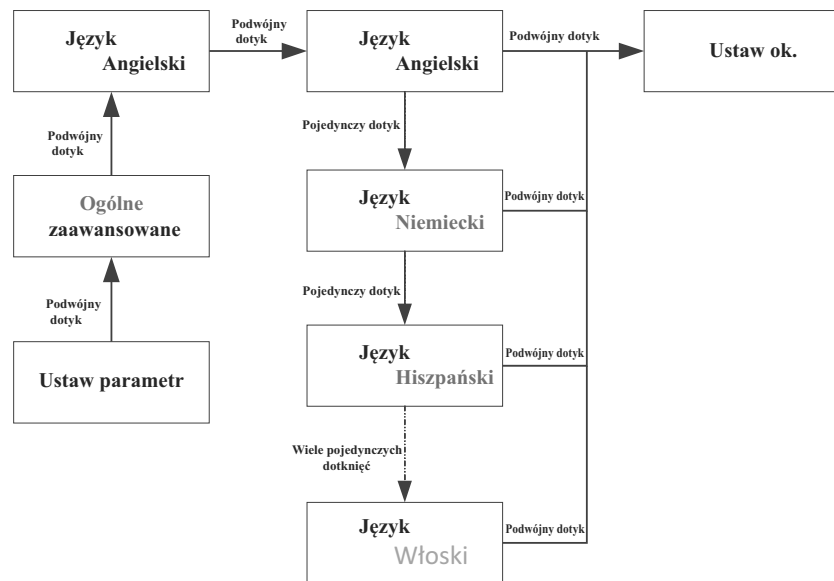 Język
Angielski
Podwójny
dotyk
Język
Angielski
Podwójny
dotyk
Ustaw ok.
Podwójny
dotyk
Pojedynczy dotyk
Ogólne
zaawansowane
Język
Niemiecki
Podwójny dotyk
Podwójny
dotyk
Pojedynczy dotyk
Ustaw parametr
Język
Hiszpański
Podwójny dotyk
Wiele pojedynczych
dotknięć
Język
Włoski
Podwójny dotyk